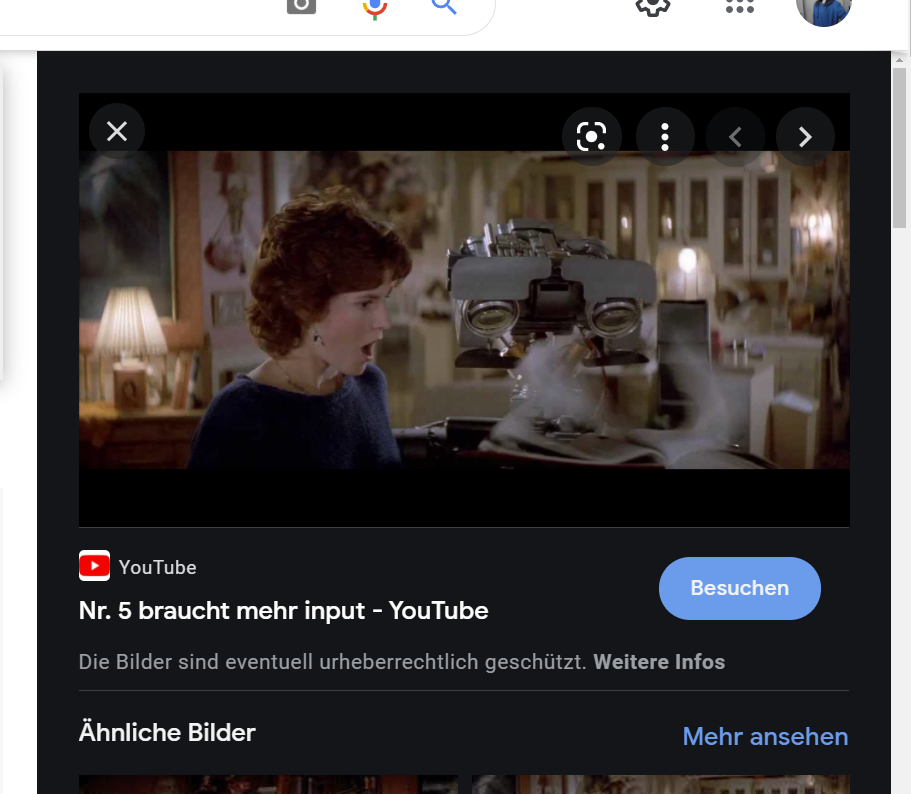 YouTube
Besuchen
Nr. 5 braucht mehr input - YouTube
Die Bilder sind eventuell urheberrechtlich geschützt. Weitere Infos
Ähnliche Bilder
Mehr ansehen